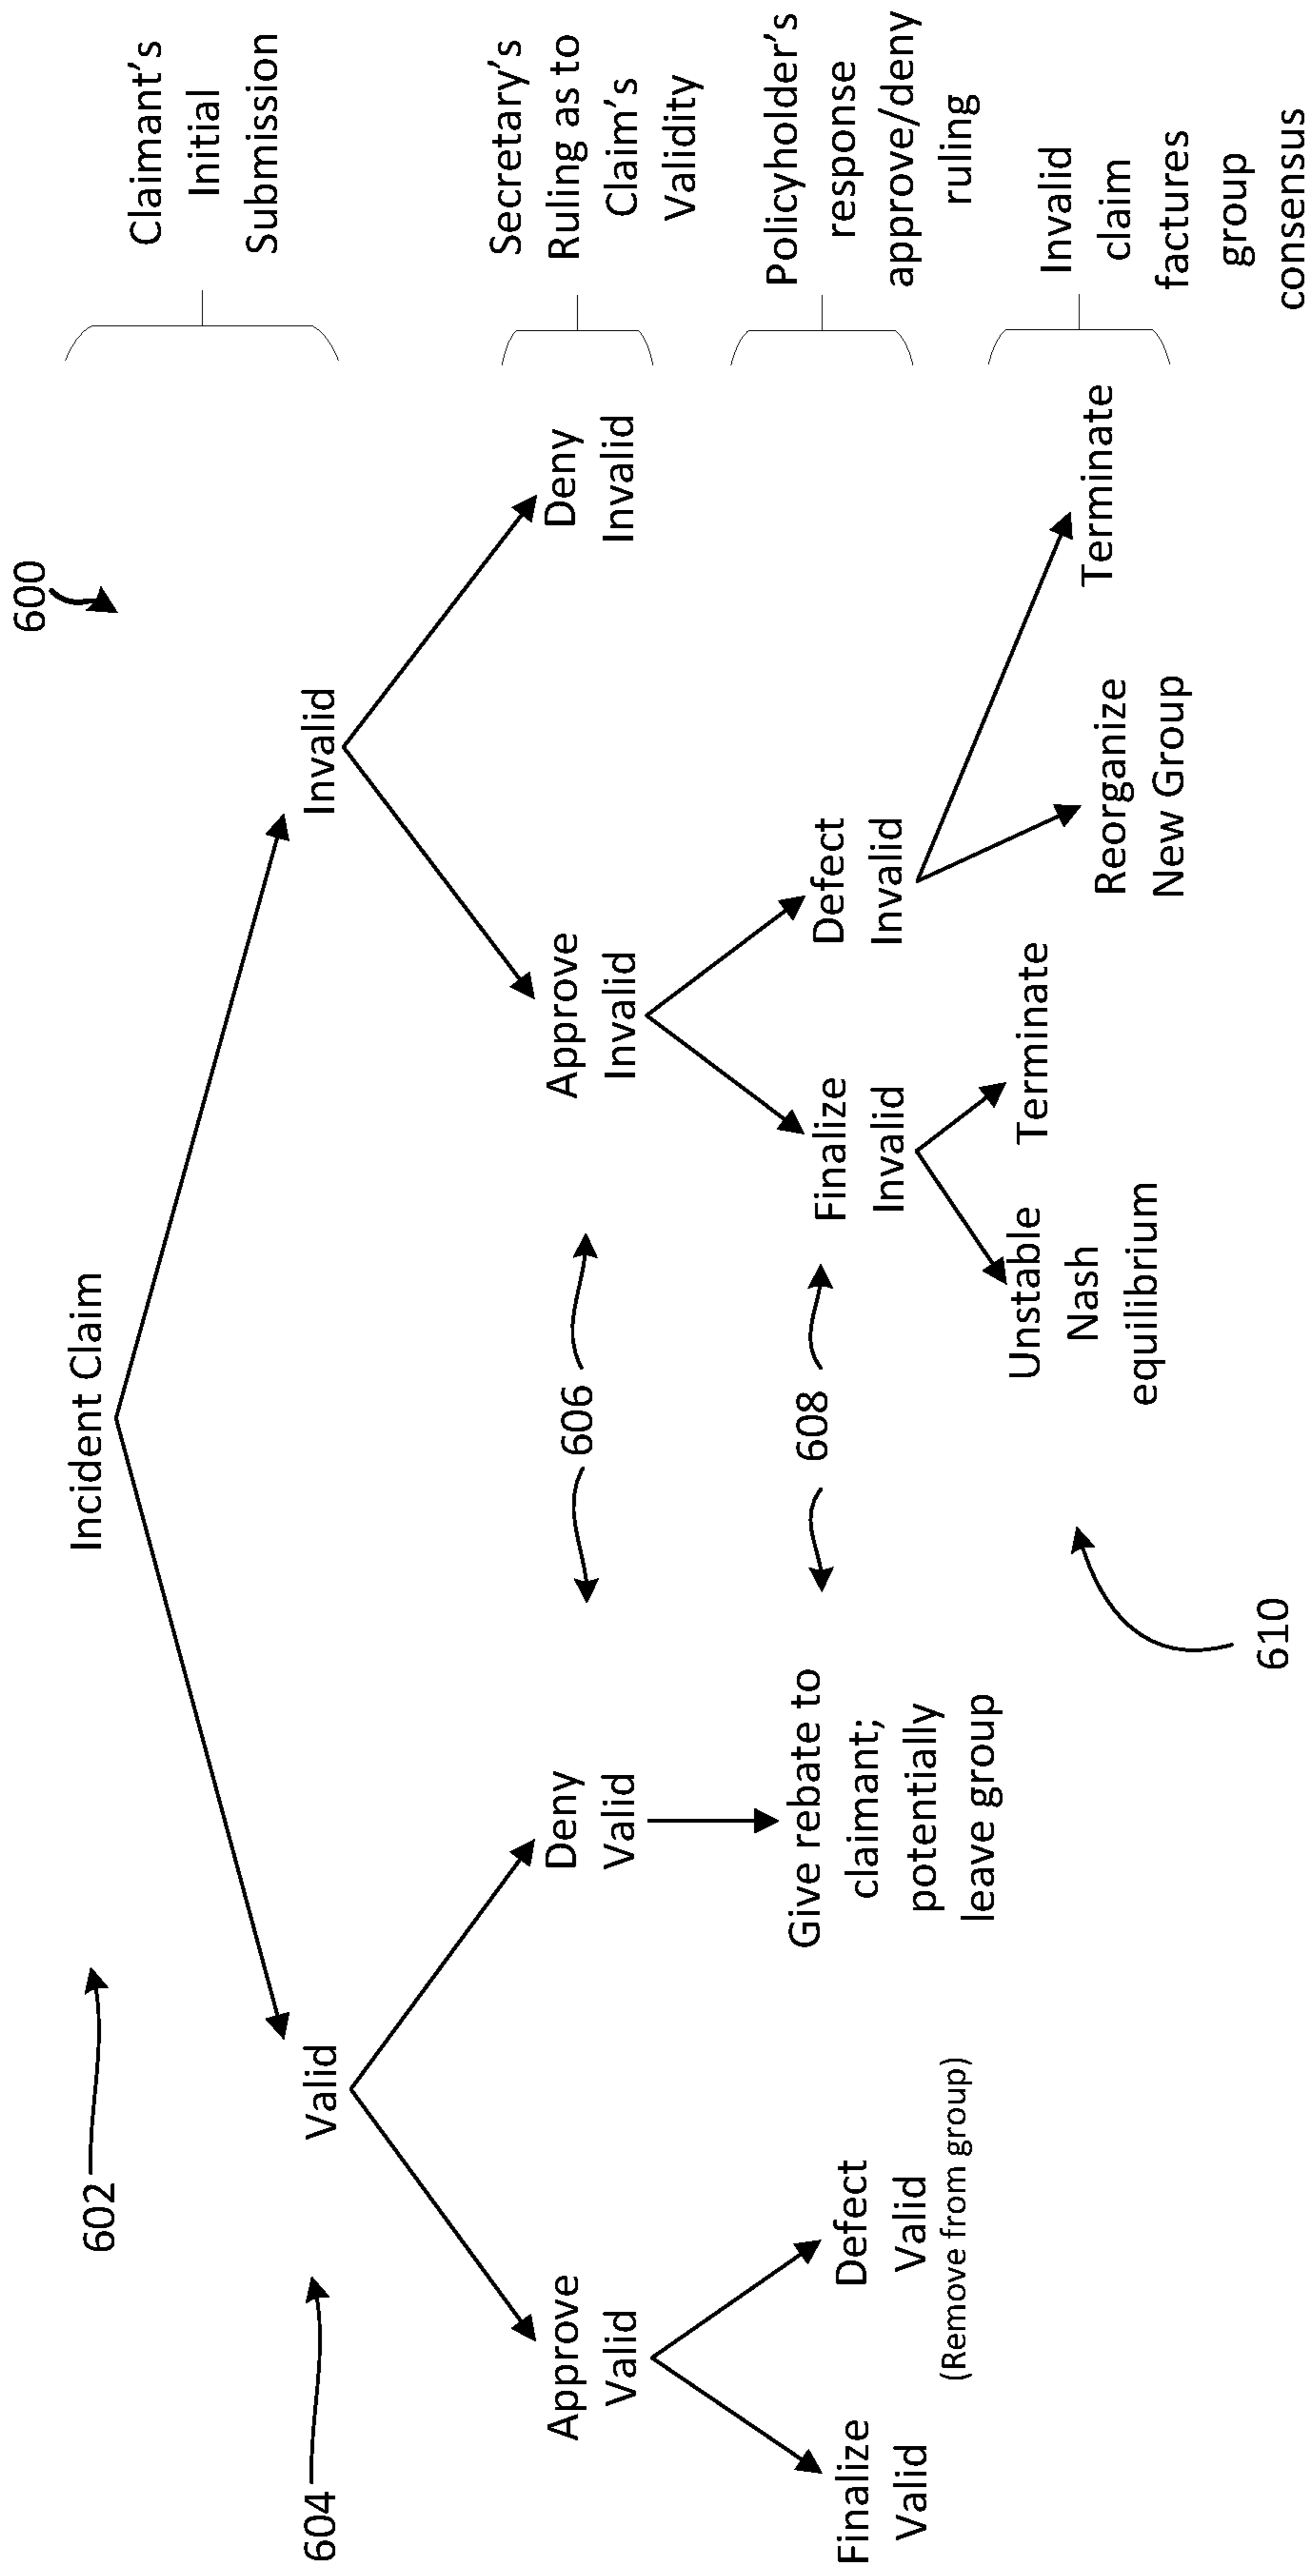 600
602
Incident Claim
Claimant's
Initial
Submission
604
Valid
Invalid
Approve
Valid
Deny
Valid
606
Approve
Invalid
Deny
Invalid
Secretary's
Ruling as to
Claim's
Validity
Finalize
Valid
Defect
Valid
(Remove from group)
Give rebate to
claimant;
potentially
leave group
608
Finalize
Invalid
Defect
Invalid
Policyholder's
response
approve/deny
ruling
610
Unstable
Nash
equilibrium
Terminate
Reorganize
New Group
Terminate
Invalid
claim
factures
group
consensus